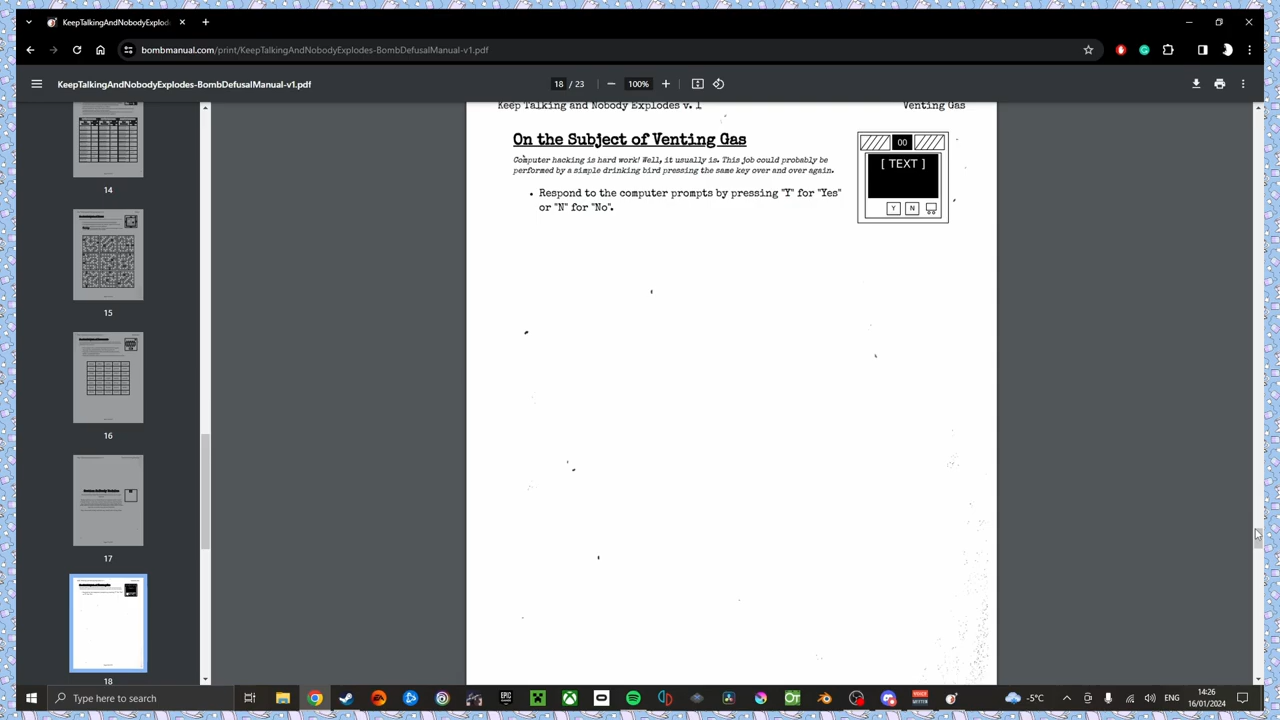 KeepTalkingAndNobodyExplod
bombmanual.com/print/KeepTalkingAndNobodyExplodes-BombDefusalManual-v1.pdf
KeepTalkingAndNobodyExplodes-BombDefusalManual-v1.pdf
18 / 23
100%
Keep Talking and Nobody Explodes v. 1
Venting Gas
On the Subject of Venting Gas
Computer hacking is hard work! Well, it usually is. This job could probably be
performed by a simple drinking bird pressing the same key over and over again.
• Respond to the computer prompts by pressing "Y" for "Yes"
or "N" for "No".
00
[ TEXT ]
Y N
14
15
16
17
18
Type here to search
EPIC
-5°C
ENG
14:26
16/01/2024